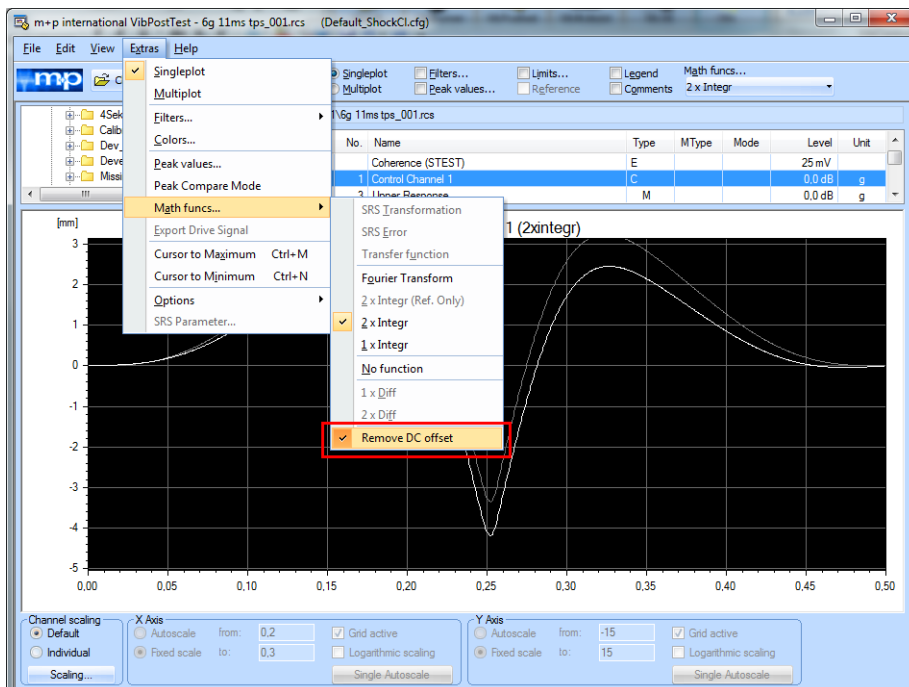 m+p international VibPostTest - 6g 11ms tps_001.rcs (Default_ShockCl.cfg)
File Edit View Extras Help
mp
Singleplot Filters... Limits... Legend Math funcs...
Multiplot Peak values... Reference Comments 2 x Integr
Singleplot
Multiplot
Filters...
Colors...
Peak values...
Peak Compare Mode
Math funcs...
Export Drive Signal
Cursor to Maximum Ctrl+M
Cursor to Minimum Ctrl+N
Options
SRS Parameter...
4Sek
Calib
Dev_
Deve
Missi
\6g 11ms tps_001.rcs
No. Name Type MType Mode Level Unit
Coherence (STEST) E 25 mV
1 Control Channel 1 C 0,0 dB g
3 Upper Response M 0,0 dB g
SRS Transformation
SRS Error
Transfer function
Fourier Transform
2 x Integr (Ref. Only)
2 x Integr
1 x Integr
No function
1 x Diff
2 x Diff
Remove DC offset
1 (2xintegr)
[mm]
3
2
1
0
-1
-2
-3
-4
-5
0,00 0,05 0,10 0,15 0,20 0,25 0,30 0,35 0,40 0,45 0,50
Channel scaling
Default
Individual
Scaling...
X Axis
Autoscale from: 0,2 Grid active
Fixed scale to: 0,3 Logarithmic scaling
Single Autoscale
Y Axis
Autoscale from: -15 Grid active
Fixed scale to: 15 Logarithmic scaling
Single Autoscale